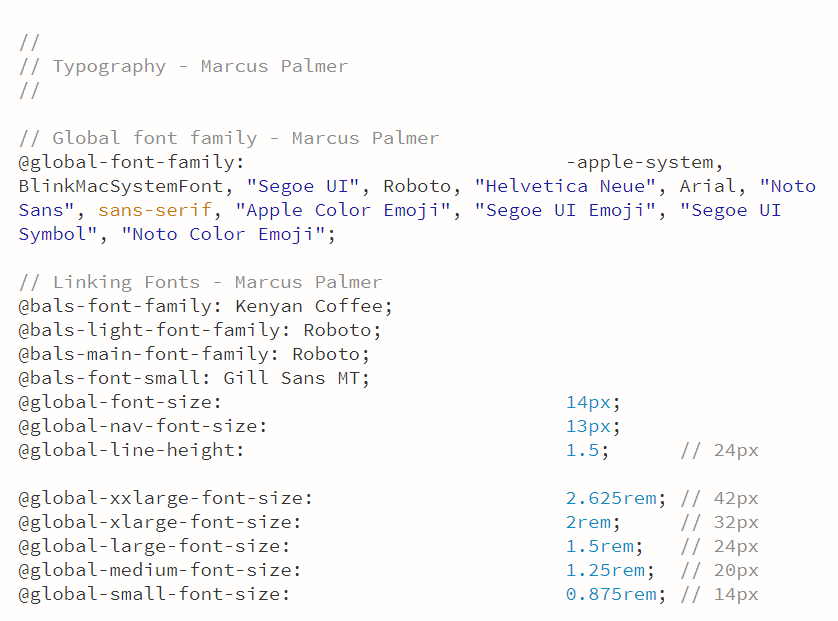 //
// Typography - Marcus Palmer
//
// Global font family - Marcus Palmer
@global-font-family: -apple-system,
BlinkMacSystemFont, "Segoe UI", Roboto, "Helvetica Neue", Arial, "Noto
Sans", sans-serif, "Apple Color Emoji", "Segoe UI Emoji", "Segoe UI
Symbol", "Noto Color Emoji";
// Linking Fonts - Marcus Palmer
@bals-font-family: Kenyan Coffee;
@bals-light-font-family: Roboto;
@bals-main-font-family: Roboto;
@bals-font-small: Gill Sans MT;
@global-font-size: 14px;
@global-nav-font-size: 13px;
@global-line-height: 1.5; // 24px
@global-xxlarge-font-size: 2.625rem; // 42px
@global-xlarge-font-size: 2rem; // 32px
@global-large-font-size: 1.5rem; // 24px
@global-medium-font-size: 1.25rem; // 20px
@global-small-font-size: 0.875rem; // 14px